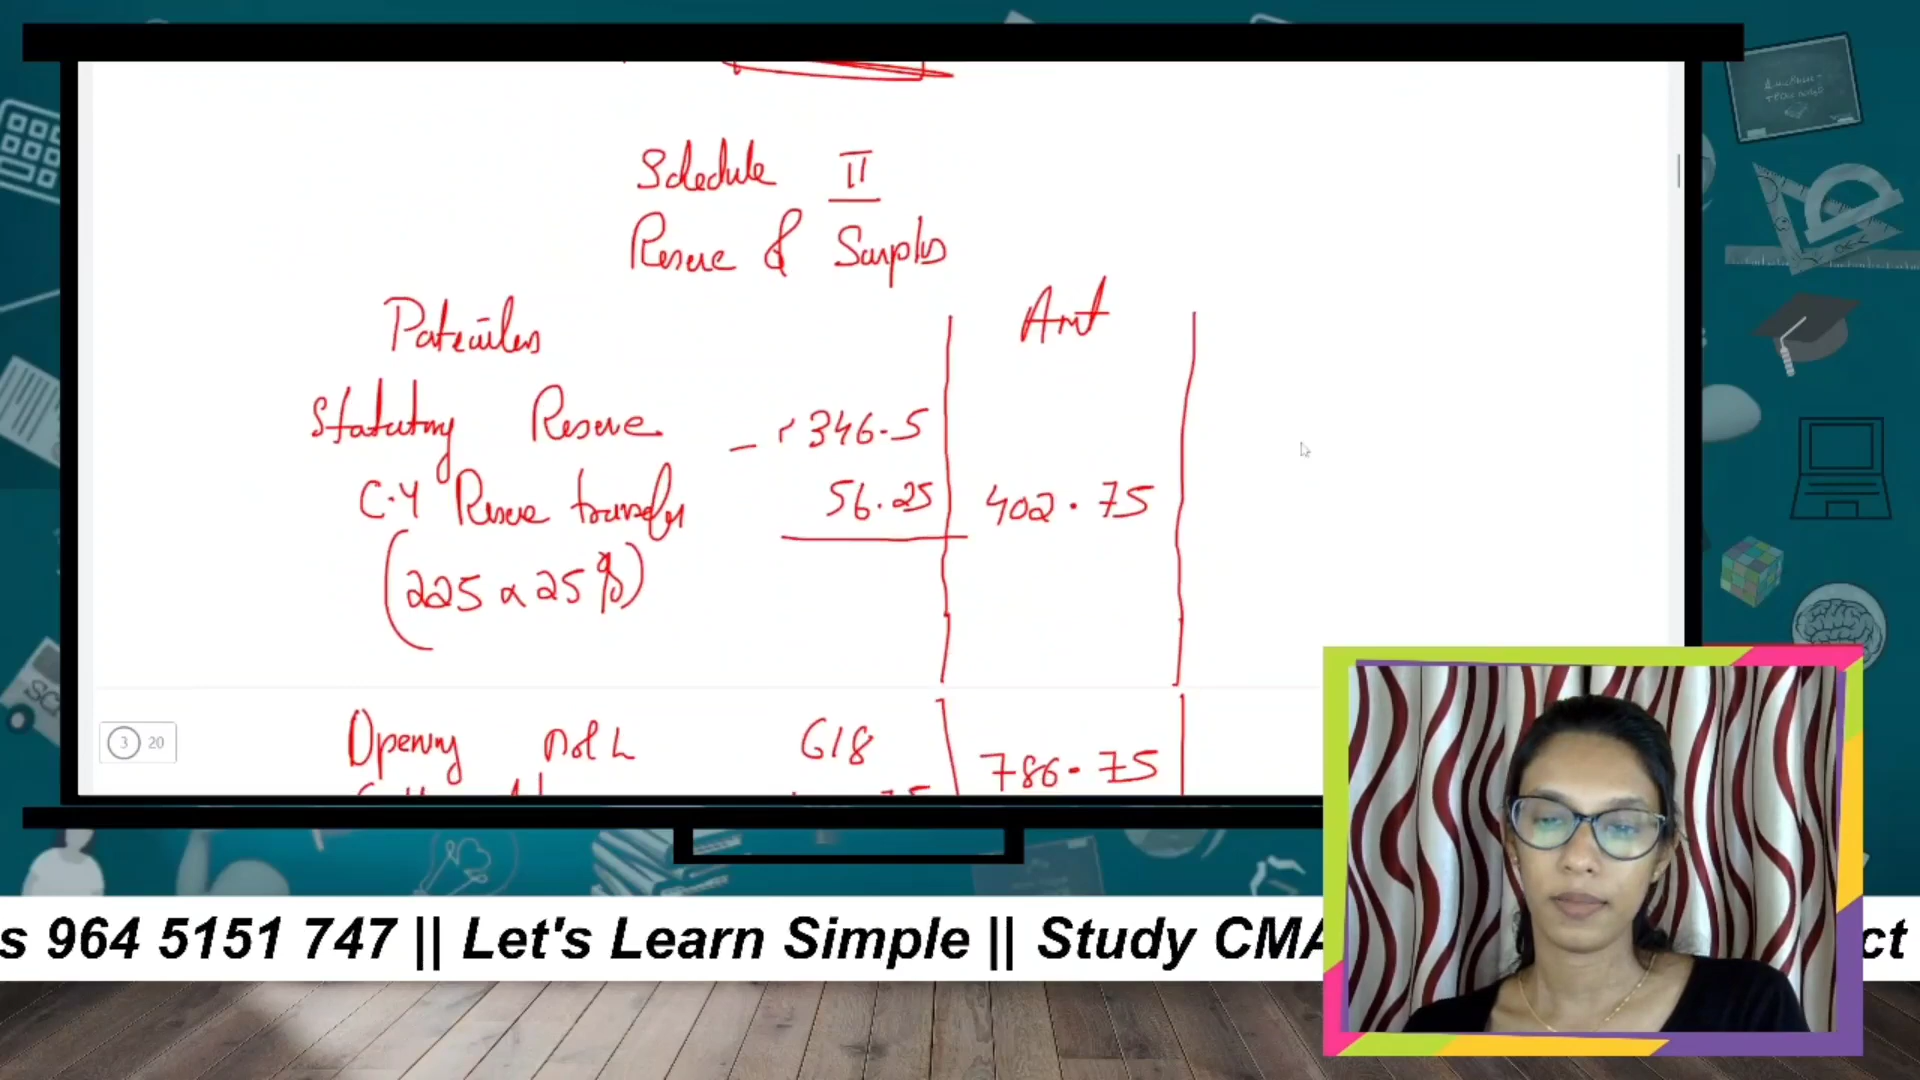 Schedule II
Reserve & Surplus
Amt
Statutory Reserve 346.5
C.Y Reserve transfer 56.25 402.75
(225 x 25%)
3 20
Opening 618
786.75
s 964 5151 747 || Let's Learn Simple || Study CMA
ct